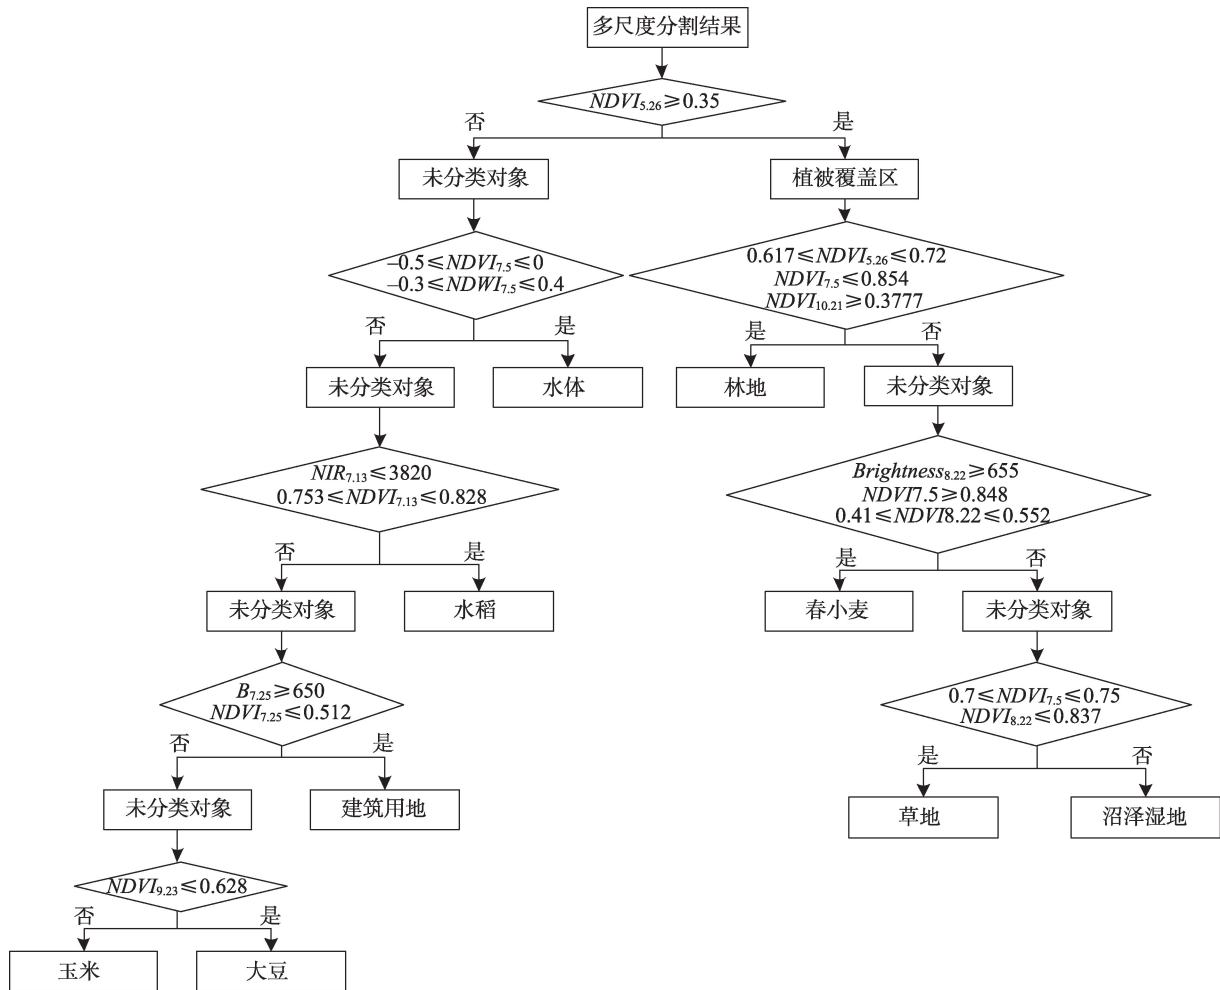 多尺度分割结果
NDVI5.26≥0.35
否
是
未分类对象
植被覆盖区
–0.5≤NDVI7.5≤0
–0.3≤NDWI7.5≤0.4
0.617≤NDVI5.26≤0.72
NDVI7.5≤0.854
NDVI10.21≥0.3777
否
是
是
否
未分类对象
水体
林地
未分类对象
NIR7.13≤3820
0.753≤NDVI7.13≤0.828
Brightness8.22≥655
NDVI7.5≥0.848
0.41≤NDVI8.22≤0.552
否
是
是
否
未分类对象
水稻
春小麦
未分类对象
B7.25≥650
NDVI7.25≤0.512
0.7≤NDVI7.5≤0.75
NDVI8.22≤0.837
否
是
是
否
未分类对象
建筑用地
草地
沼泽湿地
NDVI9.23≤0.628
否
是
玉米
大豆